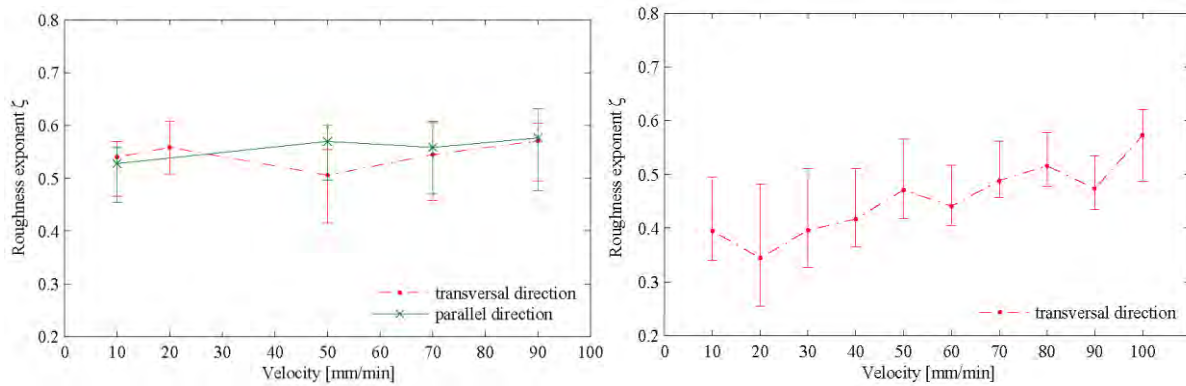 0.8
0.7
0.6
0.5
0.4
0.3
0.2
Roughness exponent ζ
0 10 20 30 40 50 60 70 80 90 100
Velocity [mm/min]
transversal direction
parallel direction
0.8
0.7
0.6
0.5
0.4
0.3
0.2
Roughness exponent ζ
0 10 20 30 40 50 60 70 80 90 100
Velocity [mm/min]
transversal direction